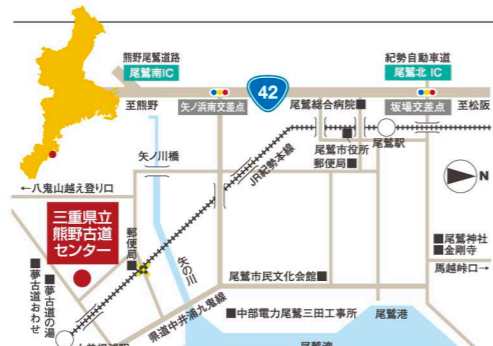 熊野尾鷲道路
尾鷲南IC
紀勢自動車道
尾鷲北 IC
至熊野
矢ノ浜南交差点
42
尾鷲総合病院
坂場交差点
至松阪
尾鷲市役所
郵便局
尾鷲駅
矢ノ川橋
JR紀勢本線
←八鬼山越え登り口
三重県立
熊野古道
センター
郵便局
矢の川
夢古道の湯
夢古道おわせ
尾鷲神社
金剛寺
馬越峠口→
尾鷲市民文化会館
県道中井浦九鬼線
中部電力尾鷲三田工事所
尾鷲港